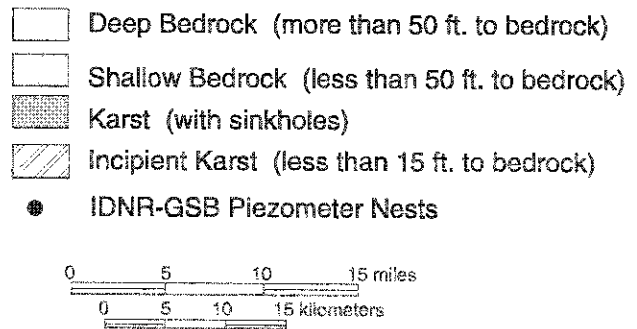 Deep Bedrock (more than 50 ft. to bedrock)
Shallow Bedrock (less than 50 ft. to bedrock)
Karst (with sinkholes)
Incipient Karst (less than 15 ft. to bedrock)
IDNR-GSB Piezometer Nests
0 5 10 15 miles
0 5 10 15 kilometers